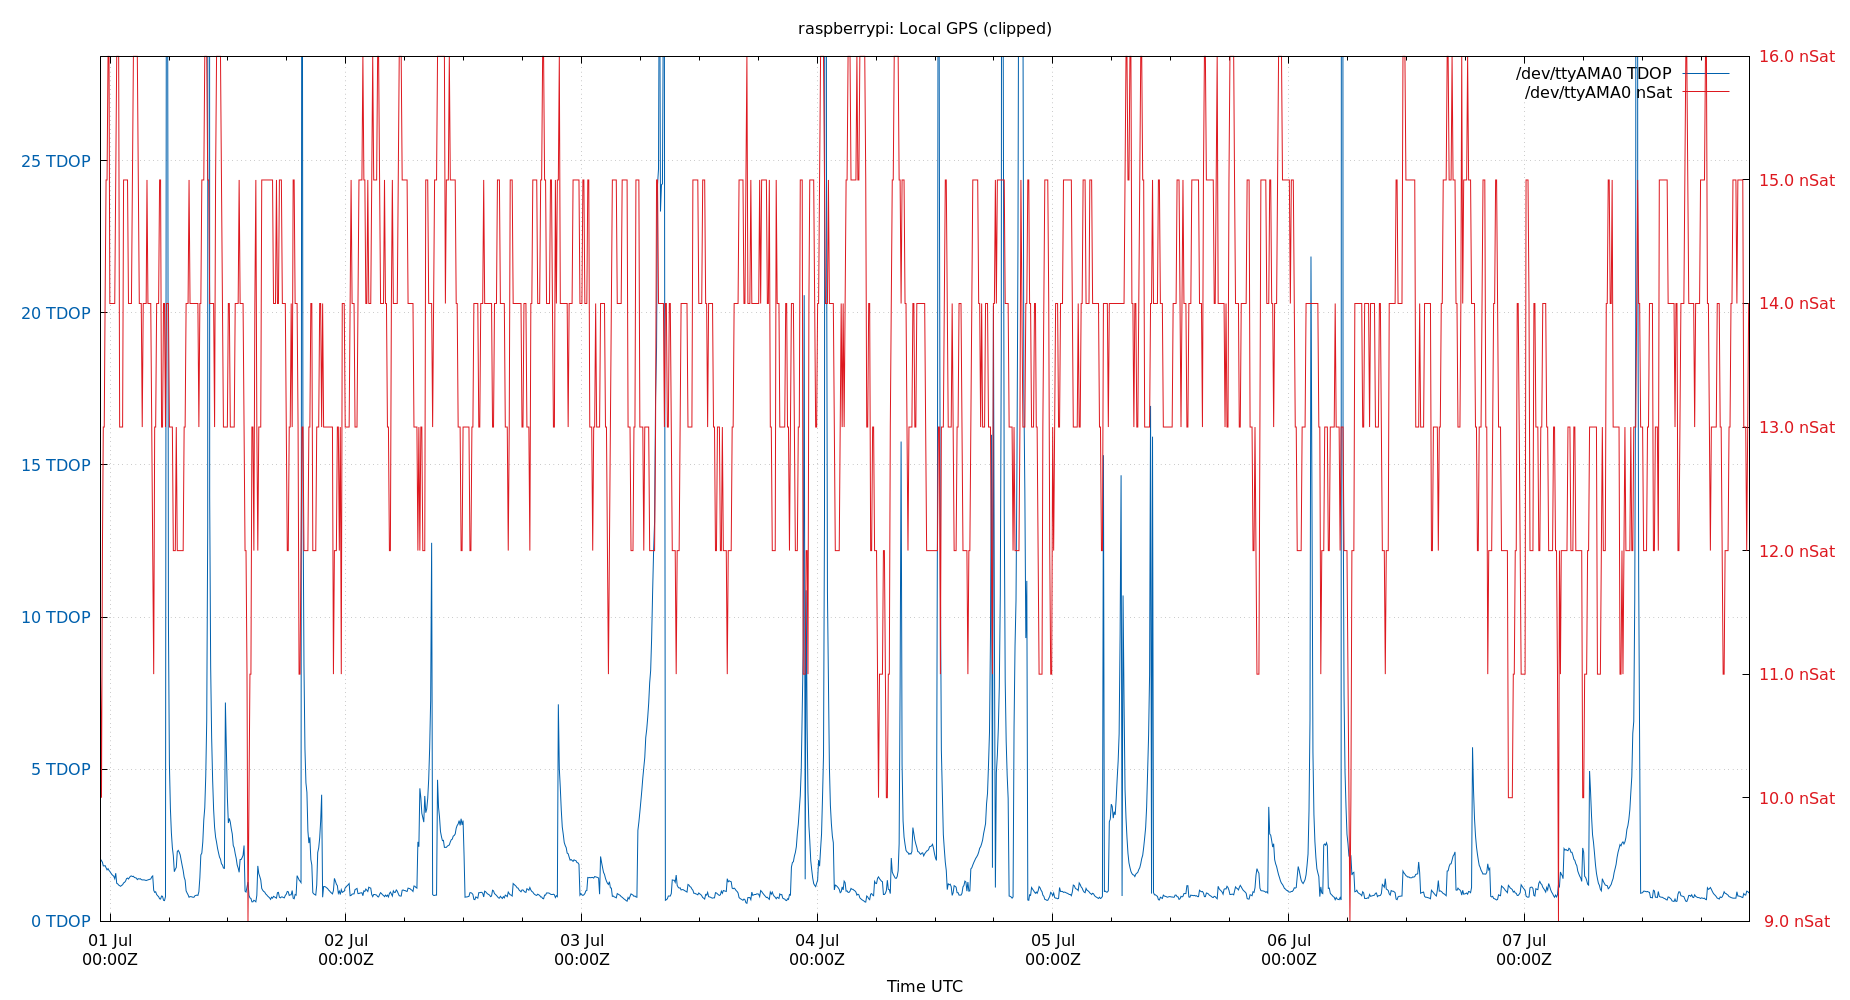 raspberrypi: Local GPS (clipped)
16.0 nSat
/dev/ttyAMA0 TDOP
/dev/ttyAMA0 nSat
25 TDOP
15.0 nSat
14.0 nSat
20 TDOP
13.0 nSat
15 TDOP
12.0 nSat
10 TDOP
11.0 nSat
5 TDOP
10.0 nSat
0 TDOP
9.0 nSat
01 Jul 02 Jul 03 Jul 04 Jul 05 Jul 06 Jul 07 Jul
00:00Z 00:00Z 00:00Z 00:00Z 00:00Z 00:00Z 00:00Z
Time UTC